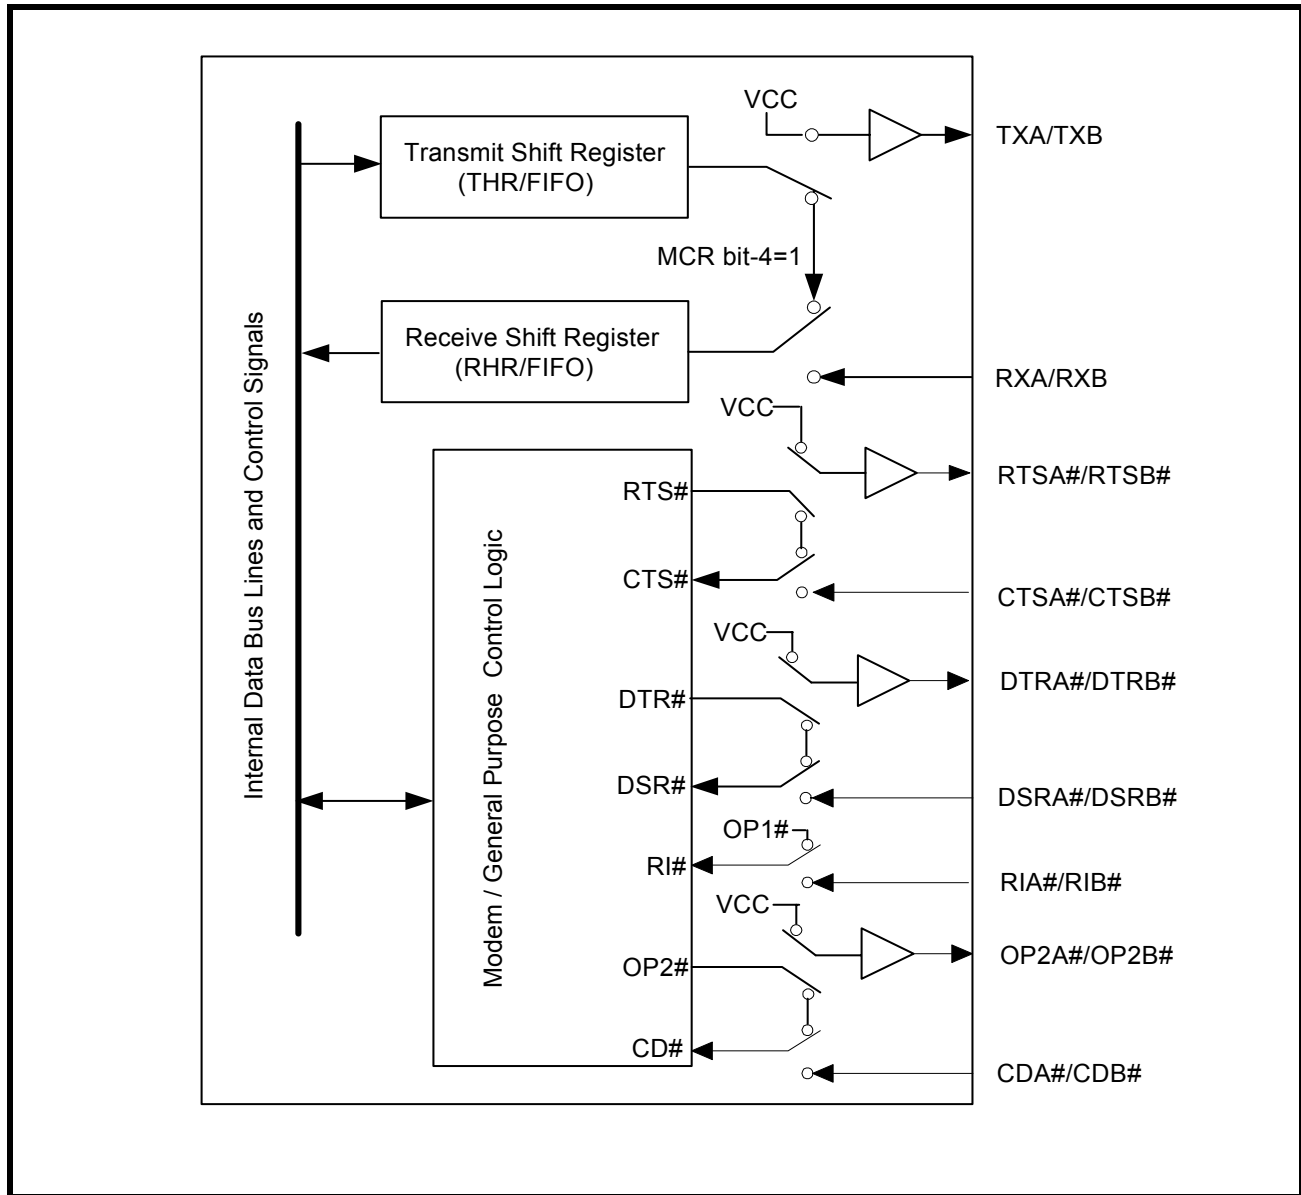 VCC
TXA/TXB
Transmit Shift Register
(THR/FIFO)
MCR bit-4=1
Receive Shift Register
(RHR/FIFO)
RXA/RXB
Internal Data Bus Lines and Control Signals
VCC
RTSA#/RTSB#
RTS#
Modem / General Purpose Control Logic
CTS#
CTSA#/CTSB#
VCC
DTRA#/DTRB#
DTR#
DSR#
DSRA#/DSRB#
OP1#
RI#
RIA#/RIB#
VCC
OP2A#/OP2B#
OP2#
CD#
CDA#/CDB#